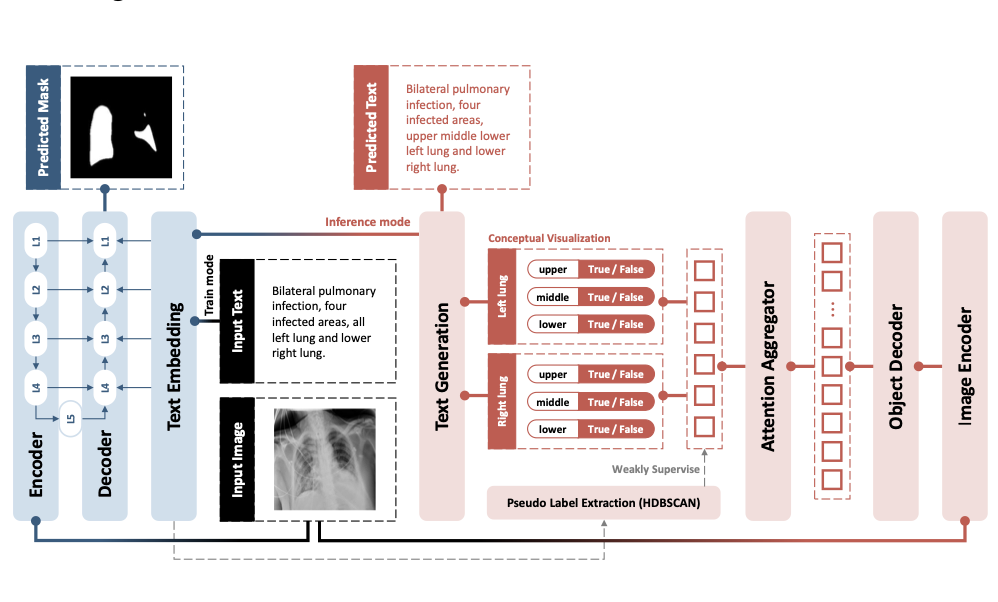 Predicted Mask
Predicted Text
Bilateral pulmonary
infection, four
infected areas,
upper middle lower
left lung and lower
right lung.
Inference mode
Train mode
L1
L2
L3
L4
L5
L1
L2
L3
L4
Encoder
Decoder
Text Embedding
Input Text
Bilateral pulmonary
infection, four
infected areas, all
left lung and lower
right lung.
Input Image
Text Generation
Conceptual Visualization
Left lung
upper True / False
middle True / False
lower True / False
Right lung
upper True / False
middle True / False
lower True / False
Weakly Supervise
Pseudo Label Extraction (HDBSCAN)
Attention Aggregator
...
Object Decoder
Image Encoder